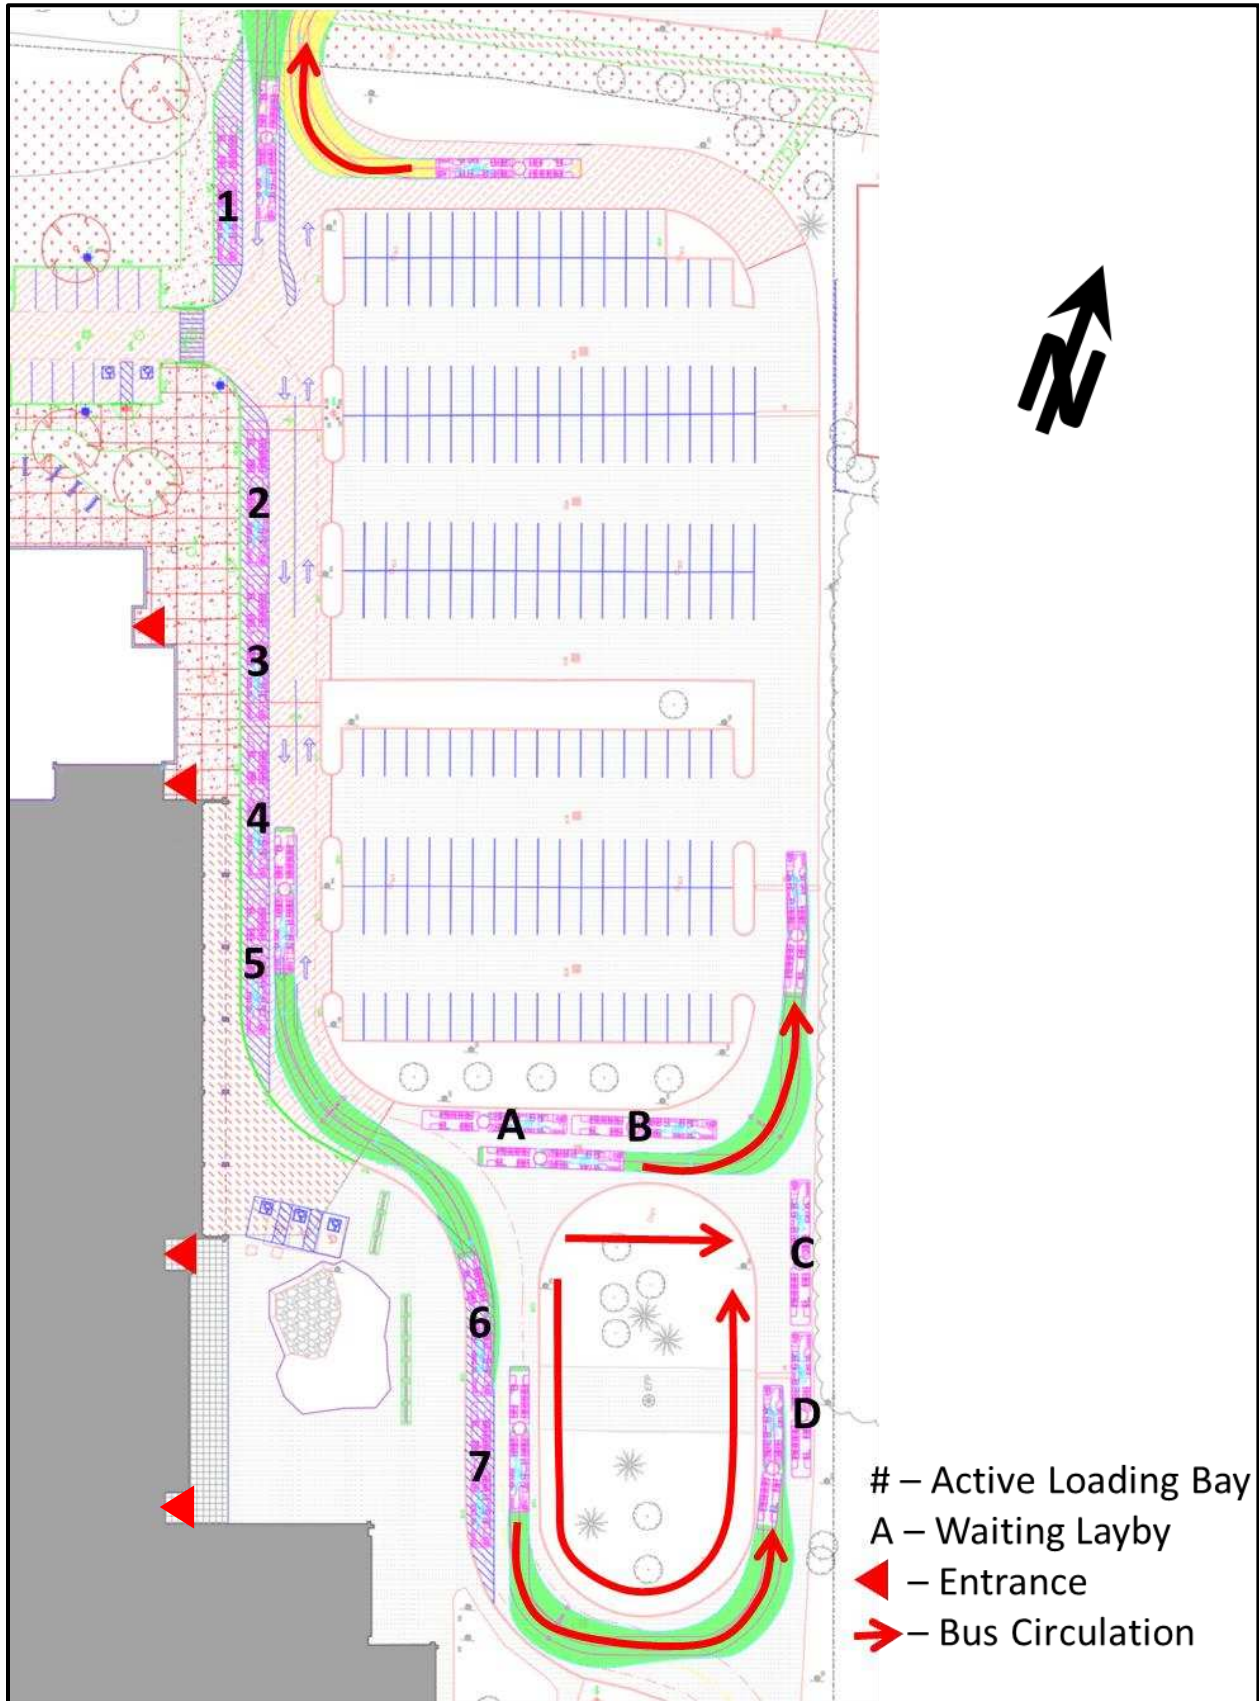 1
N
2
3
4
5
A
B
C
6
D
7
# – Active Loading Bay
A – Waiting Layby
– Entrance
– Bus Circulation